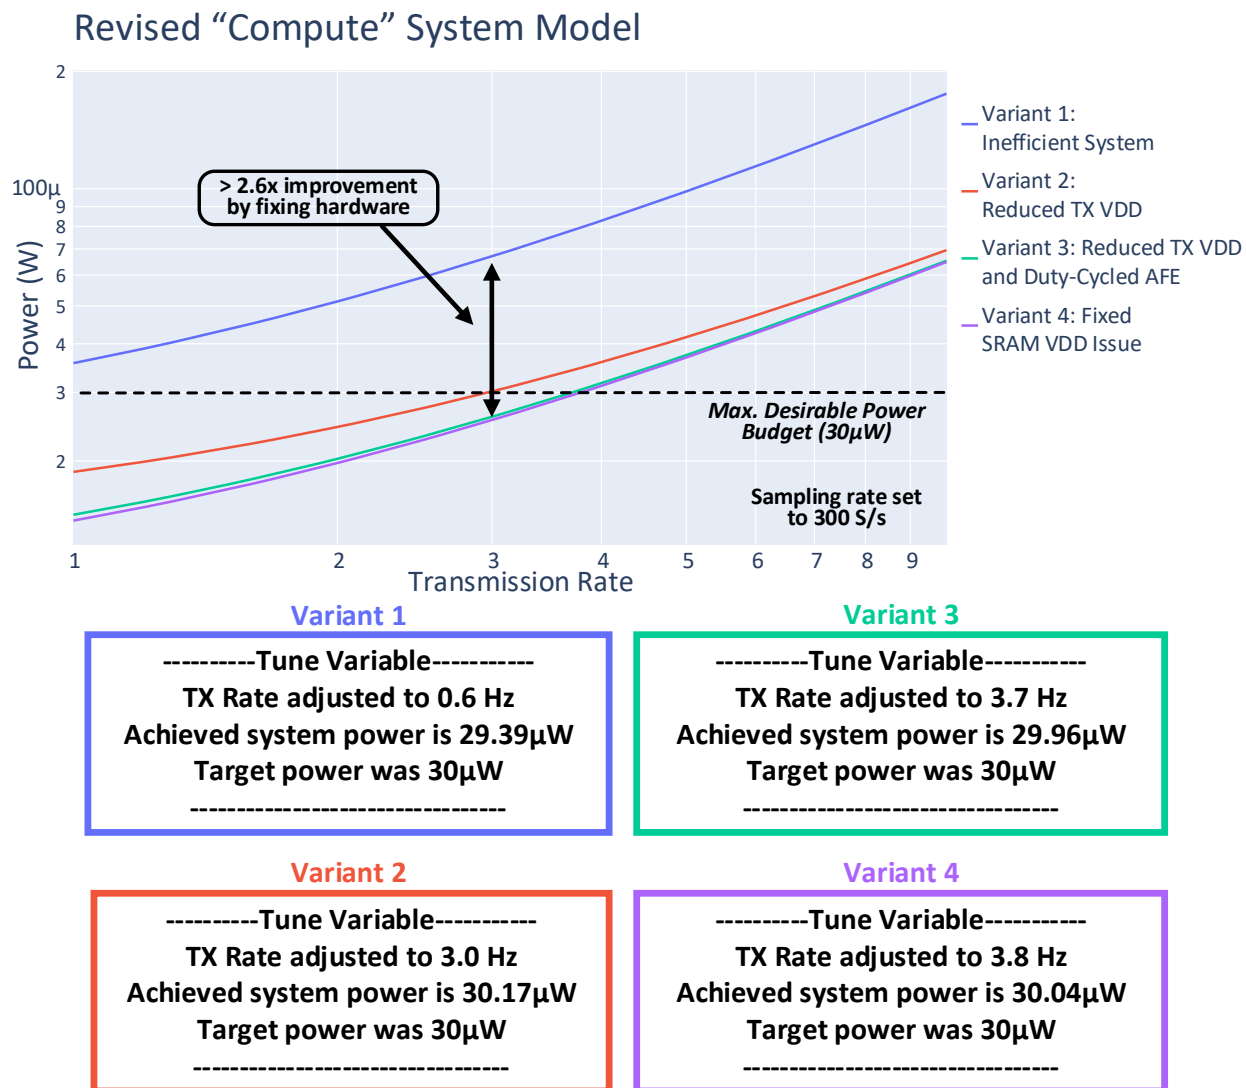 Revised “Compute” System Model
2
100µ
9
8
7
6
5
4
3
2
Power (W)
> 2.6x improvement
by fixing hardware
Max. Desirable Power
Budget (30µW)
Sampling rate set
to 300 S/s
1
2
3
4
5
6
7
8
9
Transmission Rate
Variant 1:
Inefficient System
Variant 2:
Reduced TX VDD
Variant 3: Reduced TX VDD
and Duty-Cycled AFE
Variant 4: Fixed
SRAM VDD Issue
Variant 1
----------Tune Variable-----------
TX Rate adjusted to 0.6 Hz
Achieved system power is 29.39µW
Target power was 30µW
----------------------------------
Variant 3
----------Tune Variable-----------
TX Rate adjusted to 3.7 Hz
Achieved system power is 29.96µW
Target power was 30µW
----------------------------------
Variant 2
----------Tune Variable-----------
TX Rate adjusted to 3.0 Hz
Achieved system power is 30.17µW
Target power was 30µW
----------------------------------
Variant 4
----------Tune Variable-----------
TX Rate adjusted to 3.8 Hz
Achieved system power is 30.04µW
Target power was 30µW
----------------------------------